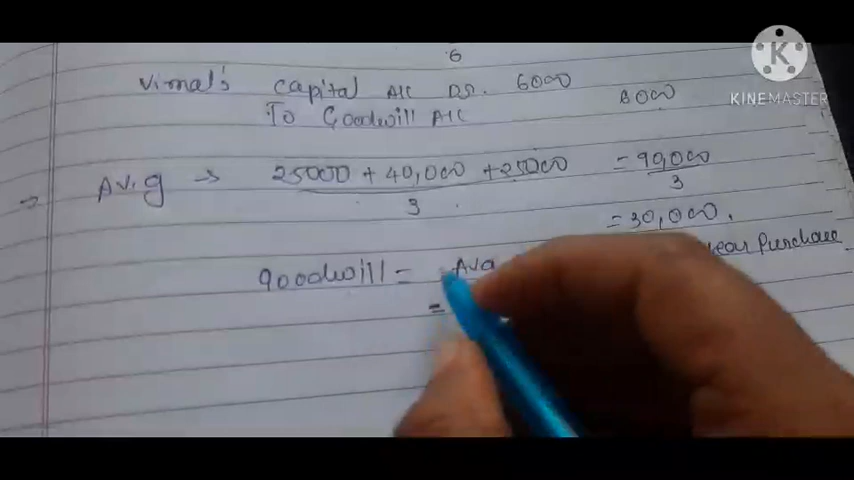 6
Vimal's Capital A/c Dr. 6000
To Goodwill A/c 6000
KINEMASTER
→ Avg → 25000 + 40,000 + 25000 = 90,000
3 3
= 30,000.
goodwill = Avg year Purchase
=